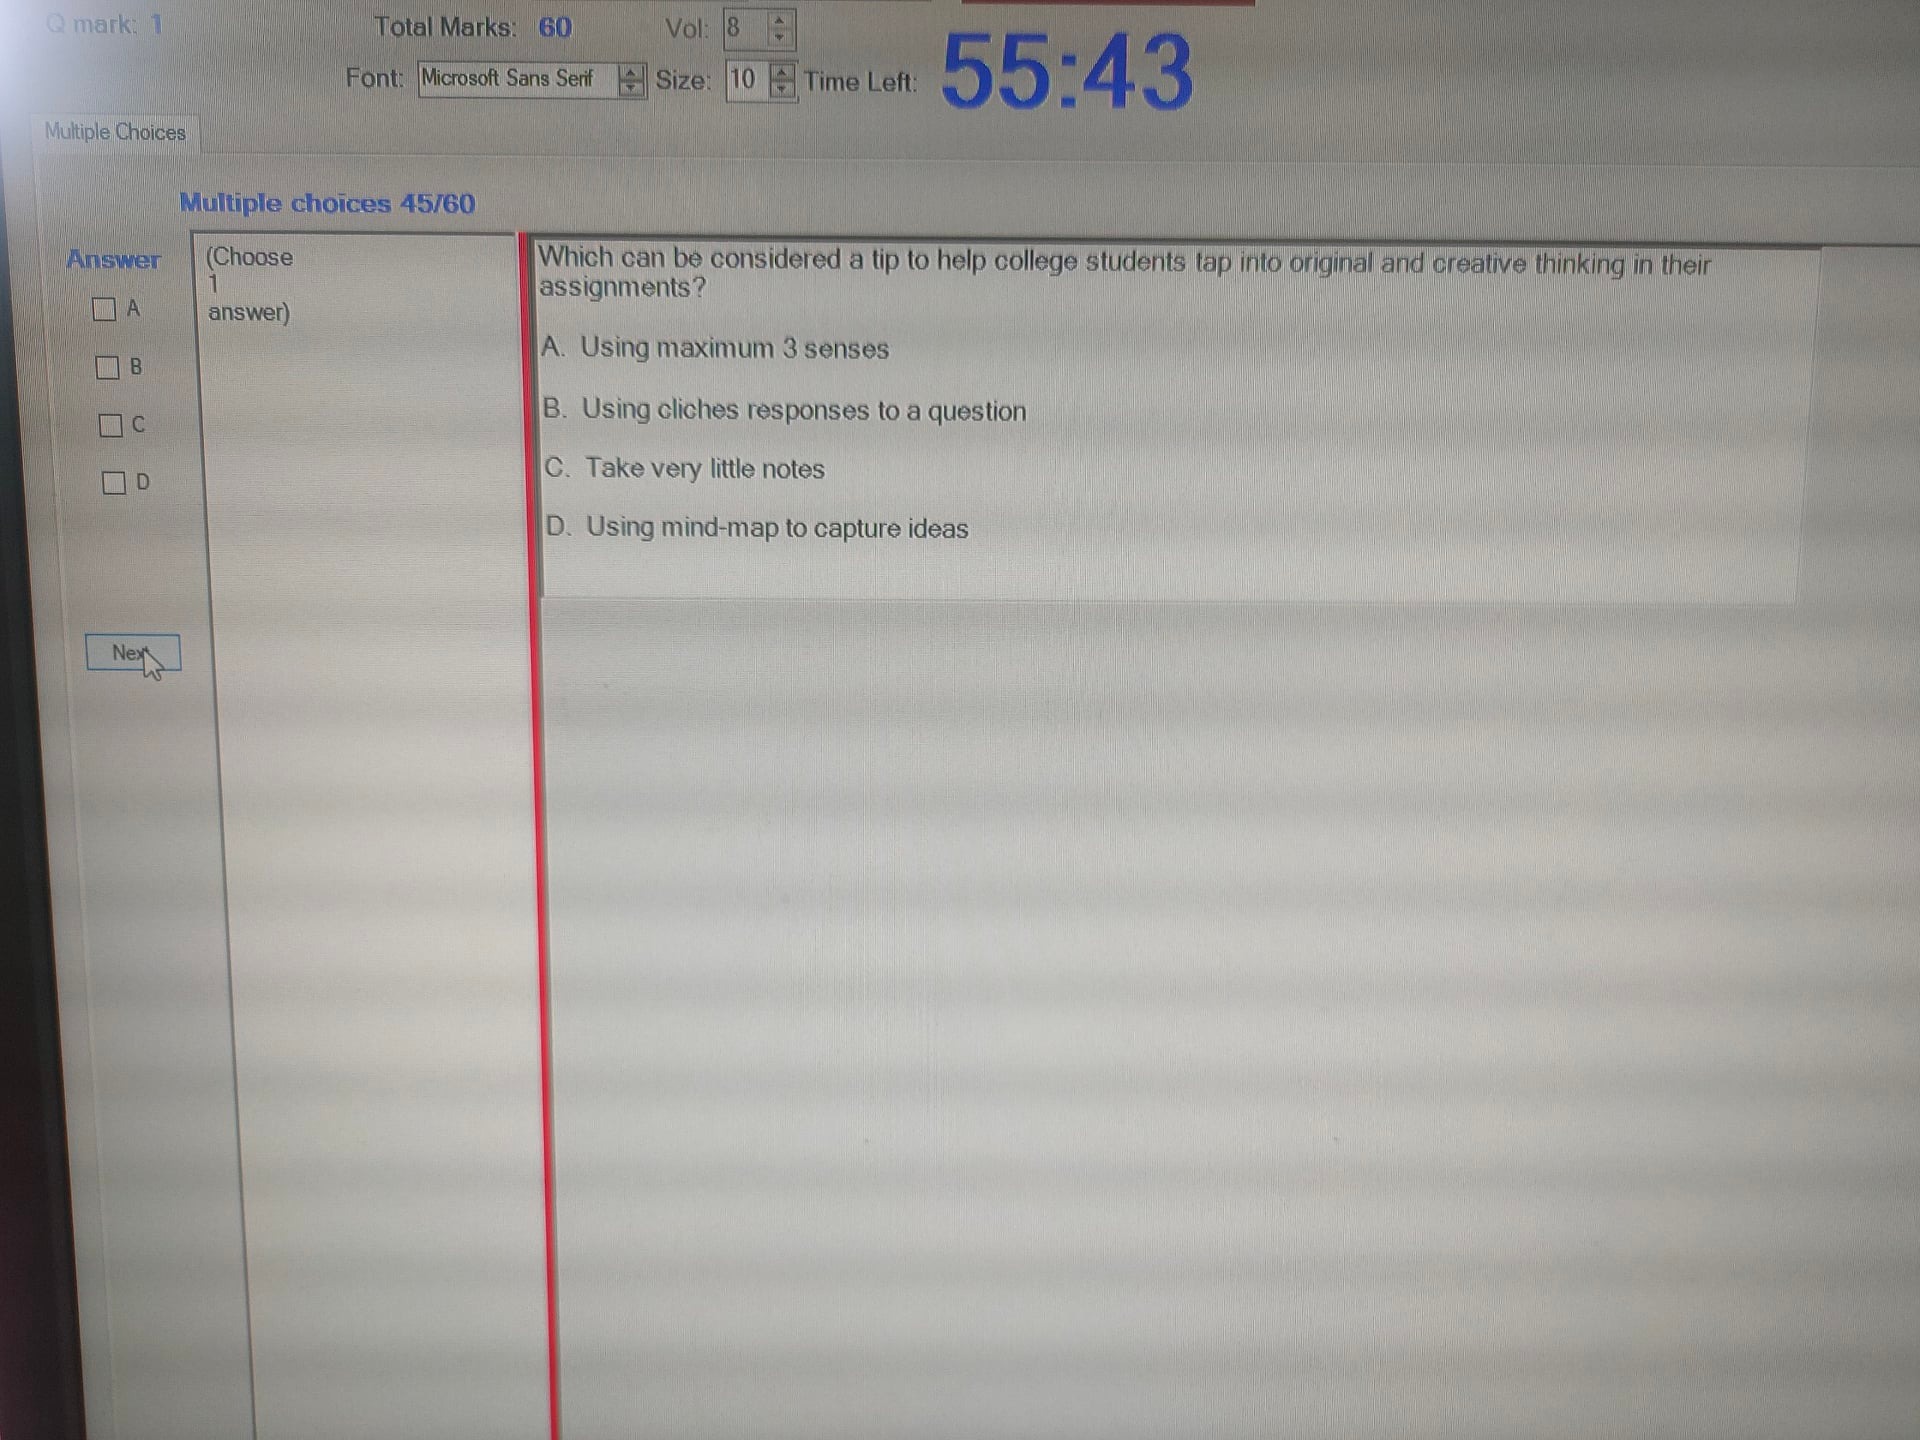 Q mark: 1
Total Marks: 60
Vol: 8
Font: Microsoft Sans Serif
Size: 10
Time Left: 55:43
Multiple Choices
Multiple choices 45/60
Answer
A
B
C
D
Next
(Choose
1
answer)
Which can be considered a tip to help college students tap into original and creative thinking in their
assignments?
A. Using maximum 3 senses
B. Using cliches responses to a question
C. Take very little notes
D. Using mind-map to capture ideas